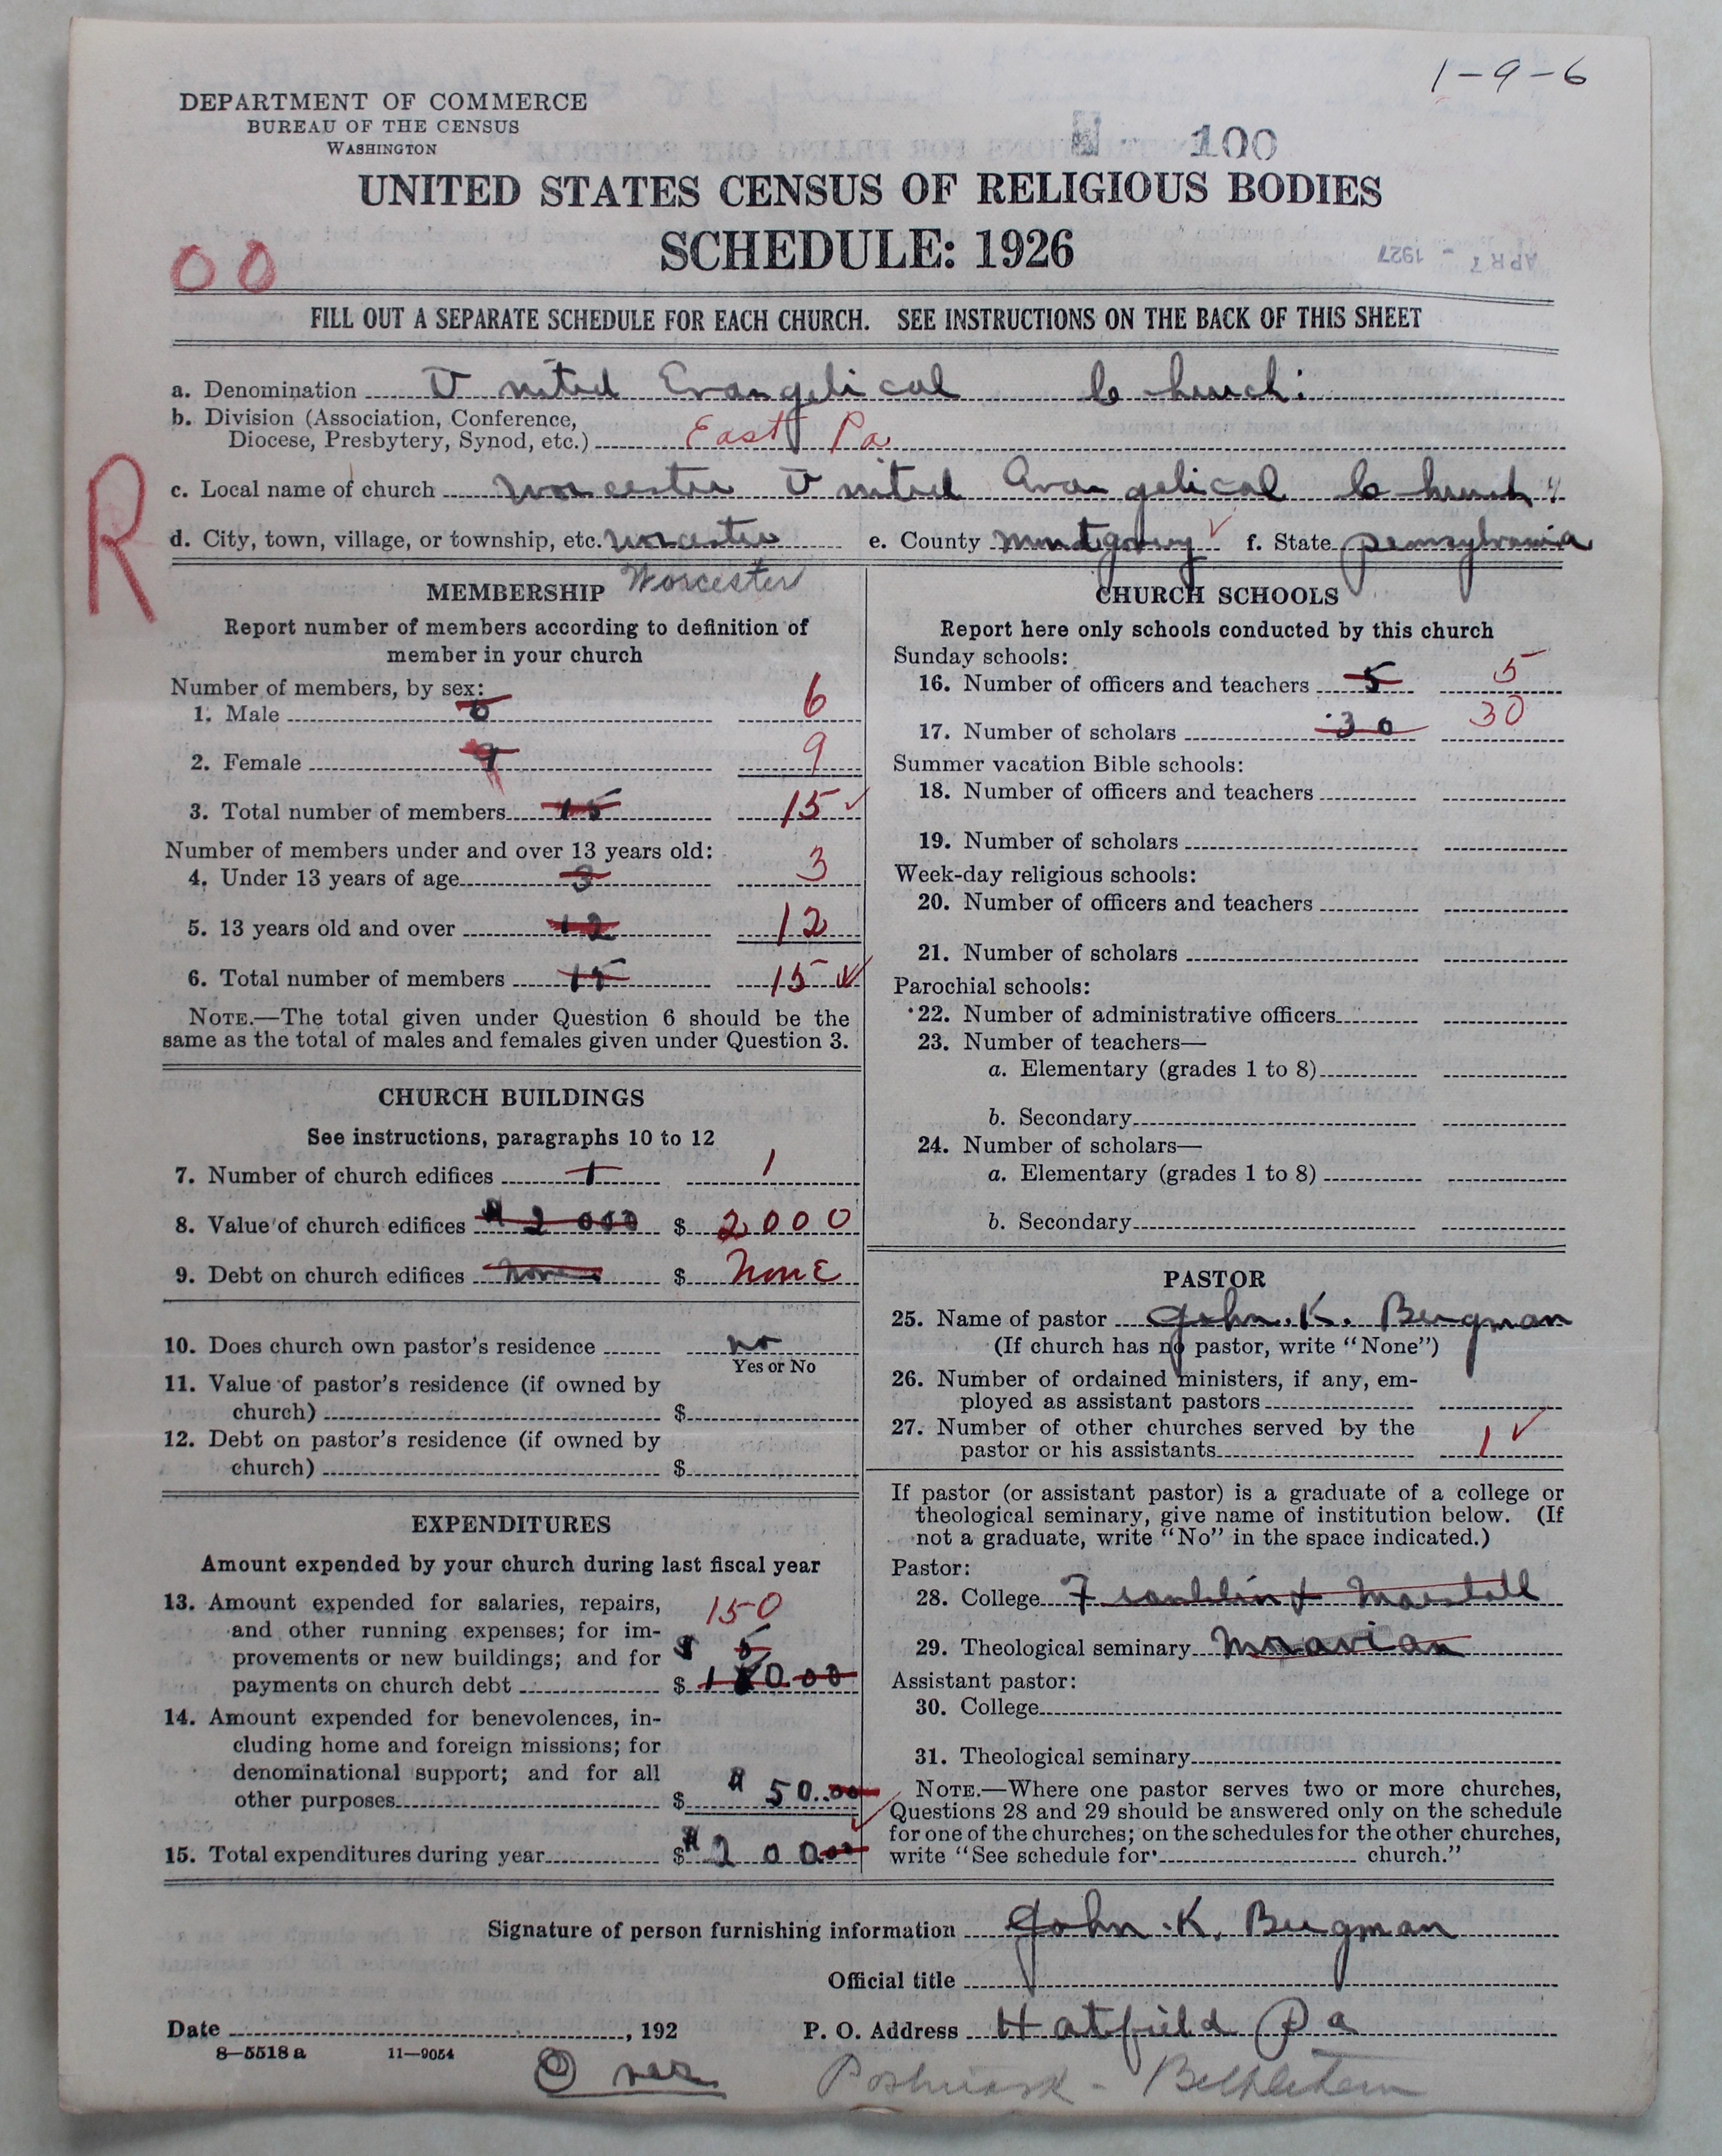 1-9-6
DEPARTMENT OF COMMERCE
BUREAU OF THE CENSUS
WASHINGTON
100
UNITED STATES CENSUS OF RELIGIOUS BODIES
SCHEDULE: 1926
APR 7 - 1927
00
FILL OUT A SEPARATE SCHEDULE FOR EACH CHURCH. SEE INSTRUCTIONS ON THE BACK OF THIS SHEET
a. Denomination United Evangelical Church.
b. Division (Association, Conference,
Diocese, Presbytery, Synod, etc.) East Pa
R
c. Local name of church Worcester United Evangelical Church
d. City, town, village, or township, etc. Worcester e. County Montgomery ✓ f. State Pennsylvania
Worcester
MEMBERSHIP
Report number of members according to definition of
member in your church
Number of members, by sex:
1. Male 6 6
2. Female 9 9
3. Total number of members 15 15 ✓
Number of members under and over 13 years old:
4. Under 13 years of age 3 3
5. 13 years old and over 12 12
6. Total number of members 15 15 ✓
NOTE.—The total given under Question 6 should be the
same as the total of males and females given under Question 3.
CHURCH BUILDINGS
See instructions, paragraphs 10 to 12
7. Number of church edifices 1 1
8. Value of church edifices $2000 $ 2000
9. Debt on church edifices none $ None
10. Does church own pastor's residence no
Yes or No
11. Value of pastor's residence (if owned by
church) $
12. Debt on pastor's residence (if owned by
church) $
EXPENDITURES
Amount expended by your church during last fiscal year
13. Amount expended for salaries, repairs, 150
and other running expenses; for im-
provements or new buildings; and for $ 5
payments on church debt $ 150.00
14. Amount expended for benevolences, in-
cluding home and foreign missions; for
denominational support; and for all
other purposes $ $ 50.00
15. Total expenditures during year $ $ 200.00 ✓
CHURCH SCHOOLS
Report here only schools conducted by this church
Sunday schools:
16. Number of officers and teachers 5 5
17. Number of scholars 30 30
Summer vacation Bible schools:
18. Number of officers and teachers
19. Number of scholars
Week-day religious schools:
20. Number of officers and teachers
21. Number of scholars
Parochial schools:
22. Number of administrative officers
23. Number of teachers—
a. Elementary (grades 1 to 8)
b. Secondary
24. Number of scholars—
a. Elementary (grades 1 to 8)
b. Secondary
PASTOR
25. Name of pastor John K. Bergman
(If church has no pastor, write "None")
26. Number of ordained ministers, if any, em-
ployed as assistant pastors
27. Number of other churches served by the
pastor or his assistants 1 ✓
If pastor (or assistant pastor) is a graduate of a college or
theological seminary, give name of institution below. (If
not a graduate, write "No" in the space indicated.)
Pastor:
28. College Franklin & Marshall
29. Theological seminary Moravian
Assistant pastor:
30. College
31. Theological seminary
NOTE.—Where one pastor serves two or more churches,
Questions 28 and 29 should be answered only on the schedule
for one of the churches; on the schedules for the other churches,
write "See schedule for church."
Signature of person furnishing information John K. Bergman
Official title
Date , 192 P. O. Address Hatfield Pa
8—5518 a 11—9054
Over Postmark - Bethlehem